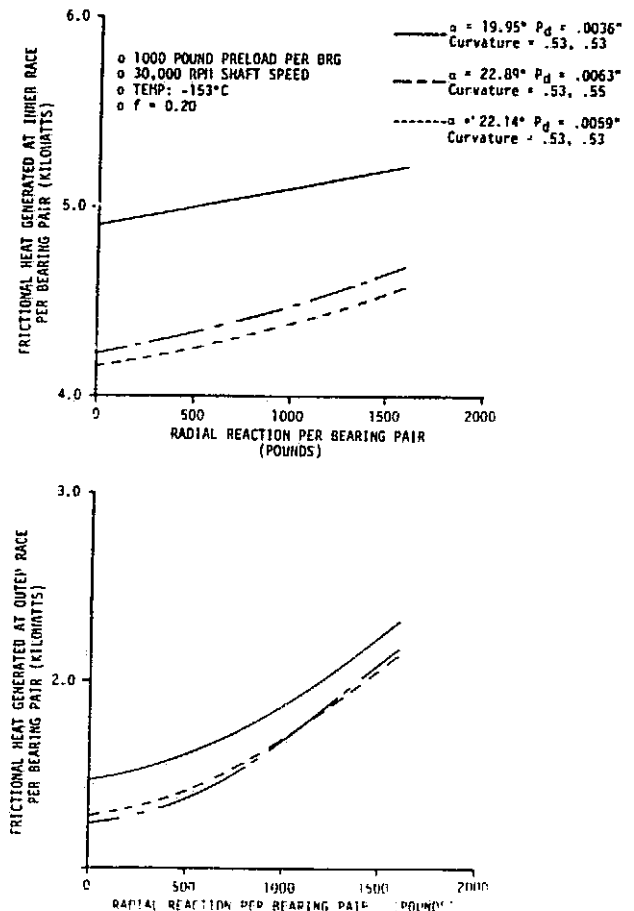 α = 19.95° Pd = .0036"
Curvature = .53, .53
α = 22.89° Pd = .0063"
Curvature = .53, .55
α = 22.14° Pd = .0059"
Curvature = .53, .53
o 1000 POUND PRELOAD PER BRG
o 30,000 RPM SHAFT SPEED
o TEMP: -153°C
o f = 0.20
FRICTIONAL HEAT GENERATED AT INNER RACE
PER BEARING PAIR (KILOWATTS)
6.0
5.0
4.0
0 500 1000 1500 2000
RADIAL REACTION PER BEARING PAIR
(POUNDS)
FRICTIONAL HEAT GENERATED AT OUTER RACE
PER BEARING PAIR (KILOWATTS)
3.0
2.0
0 500 1000 1500 2000
RADIAL REACTION PER BEARING PAIR (POUNDS)